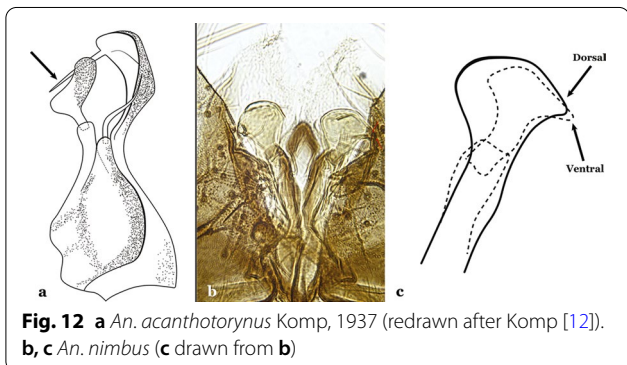 Dorsal
Ventral
a
b
c
Fig. 12 a An. acanthotorynus Komp, 1937 (redrawn after Komp [12]).
b, c An. nimbus (c drawn from b)